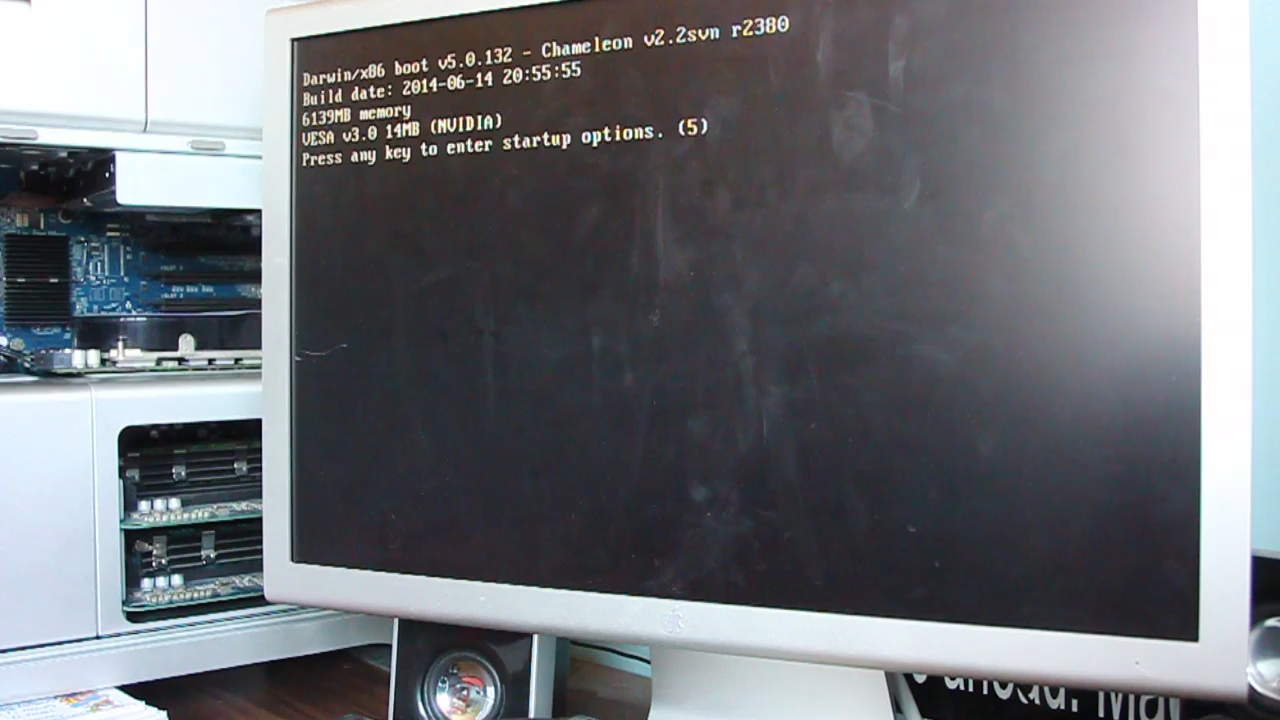 Darwin/x86 boot v5.0.132 - Chameleon v2.2svn r2380
Build date: 2014-06-14 20:55:55
6139MB memory
VESA v3.0 14MB (NVIDIA)
Press any key to enter startup options. (5)